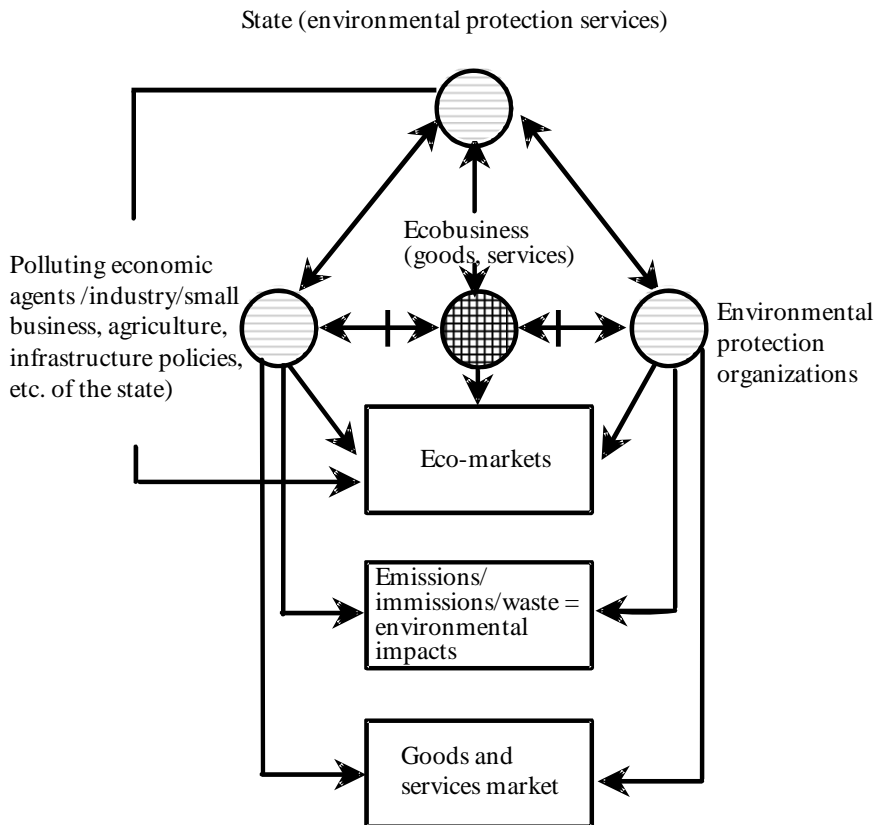 State (environmental protection services)
Ecobusiness
(goods, services)
Polluting economic
agents /industry/small
business, agriculture,
infrastructure policies,
etc. of the state)
Environmental
protection
organizations
Eco-markets
Emissions/
immissions/waste =
environmental
impacts
Goods and
services market